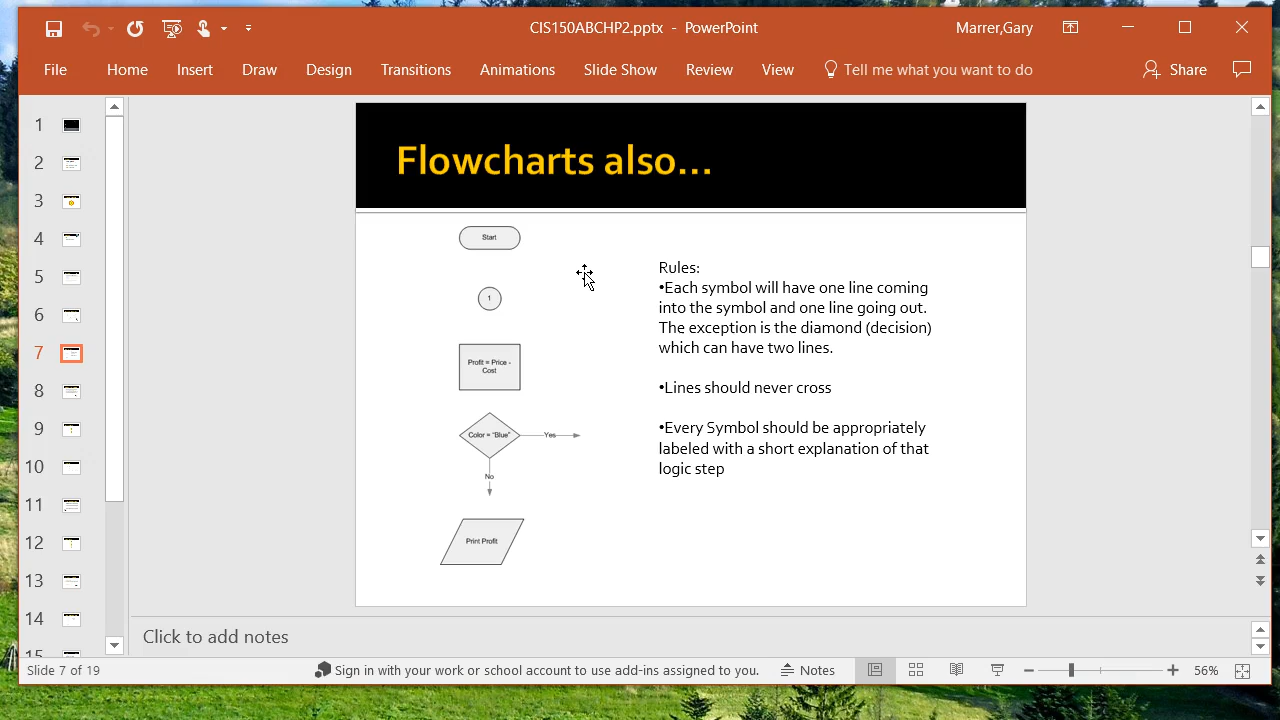 CIS150ABCHP2.pptx - PowerPoint
Marrer,Gary
File Home Insert Draw Design Transitions Animations Slide Show Review View Tell me what you want to do Share
1
2
3
4
5
6
7
8
9
10
11
12
13
14
15
Flowcharts also...
Start
1
Profit = Price -
Cost
Color = "Blue"
Yes
No
Print Profit
Rules:
•Each symbol will have one line coming
into the symbol and one line going out.
The exception is the diamond (decision)
which can have two lines.
•Lines should never cross
•Every Symbol should be appropriately
labeled with a short explanation of that
logic step
Click to add notes
Slide 7 of 19 Sign in with your work or school account to use add-ins assigned to you. Notes 56%